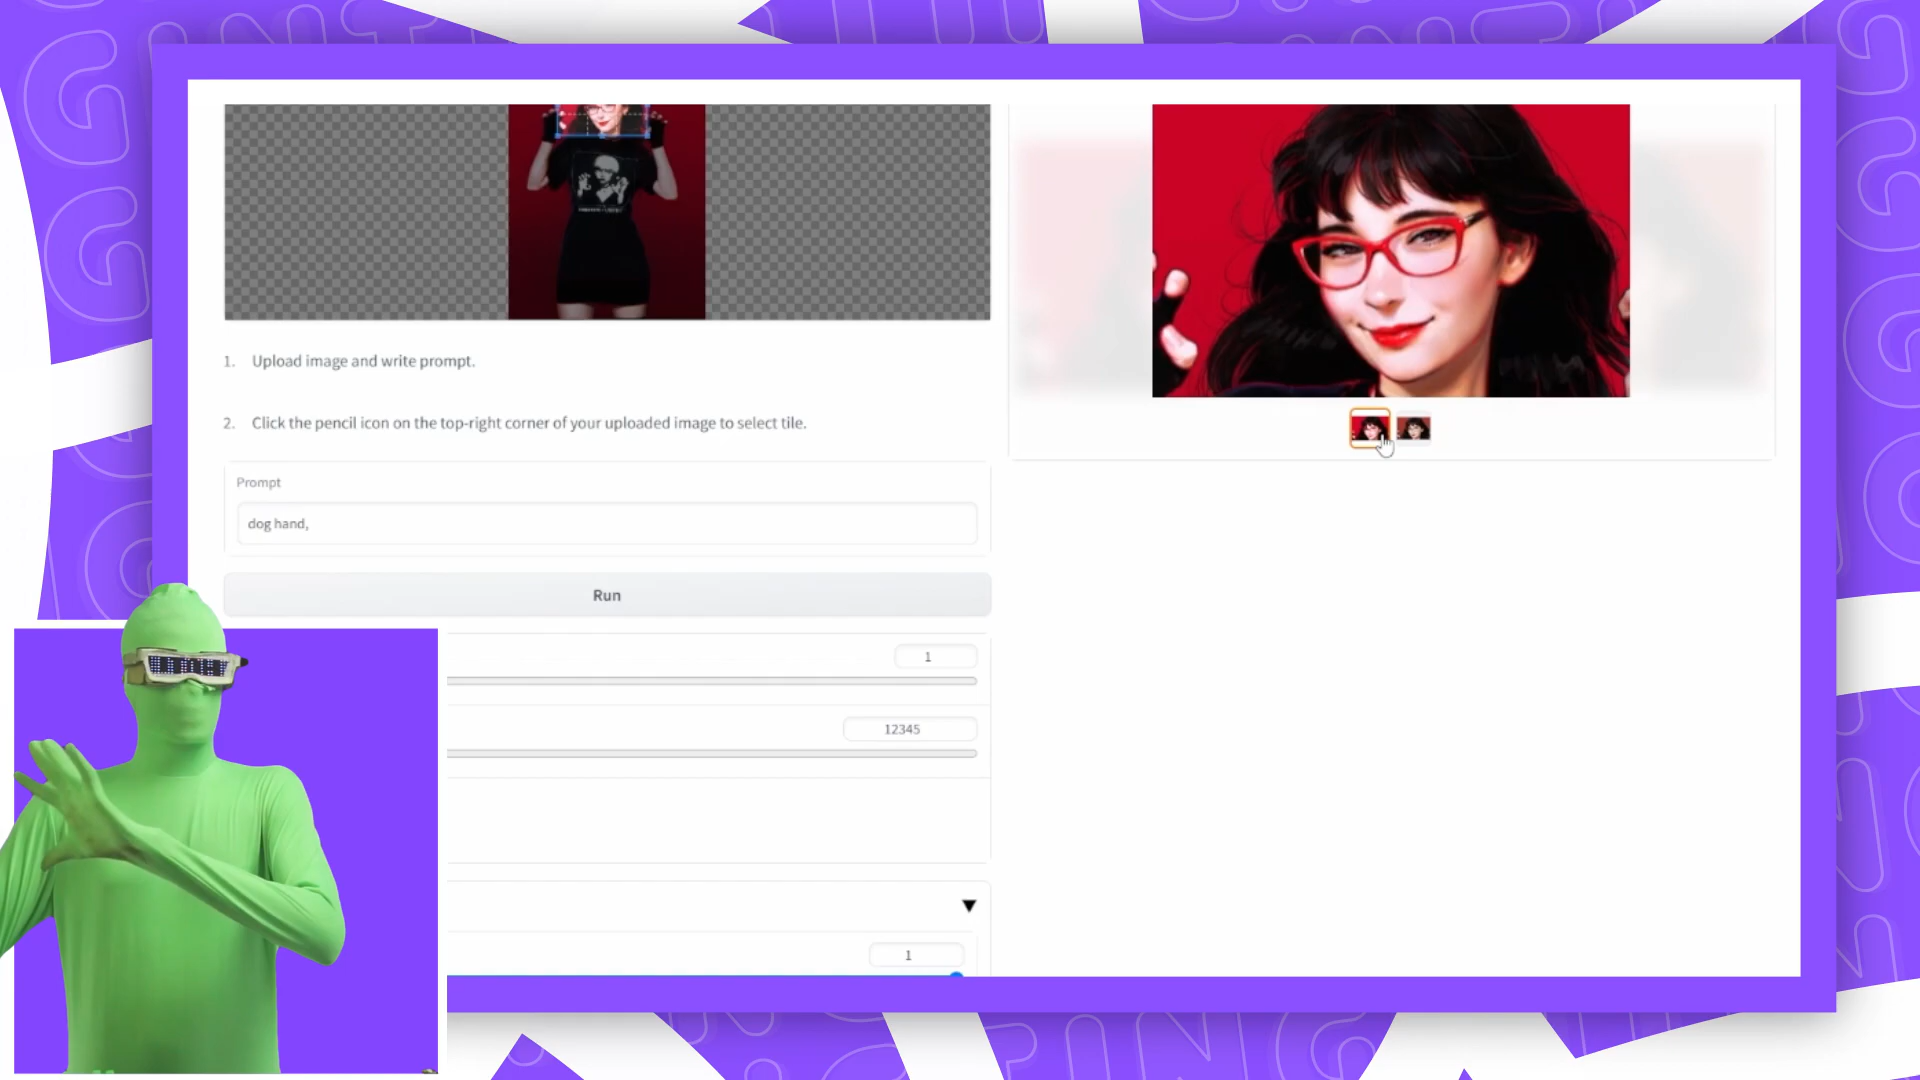 1. Upload image and write prompt.
2. Click the pencil icon on the top-right corner of your uploaded image to select tile.
Prompt
dog hand,
Run
1
12345
1